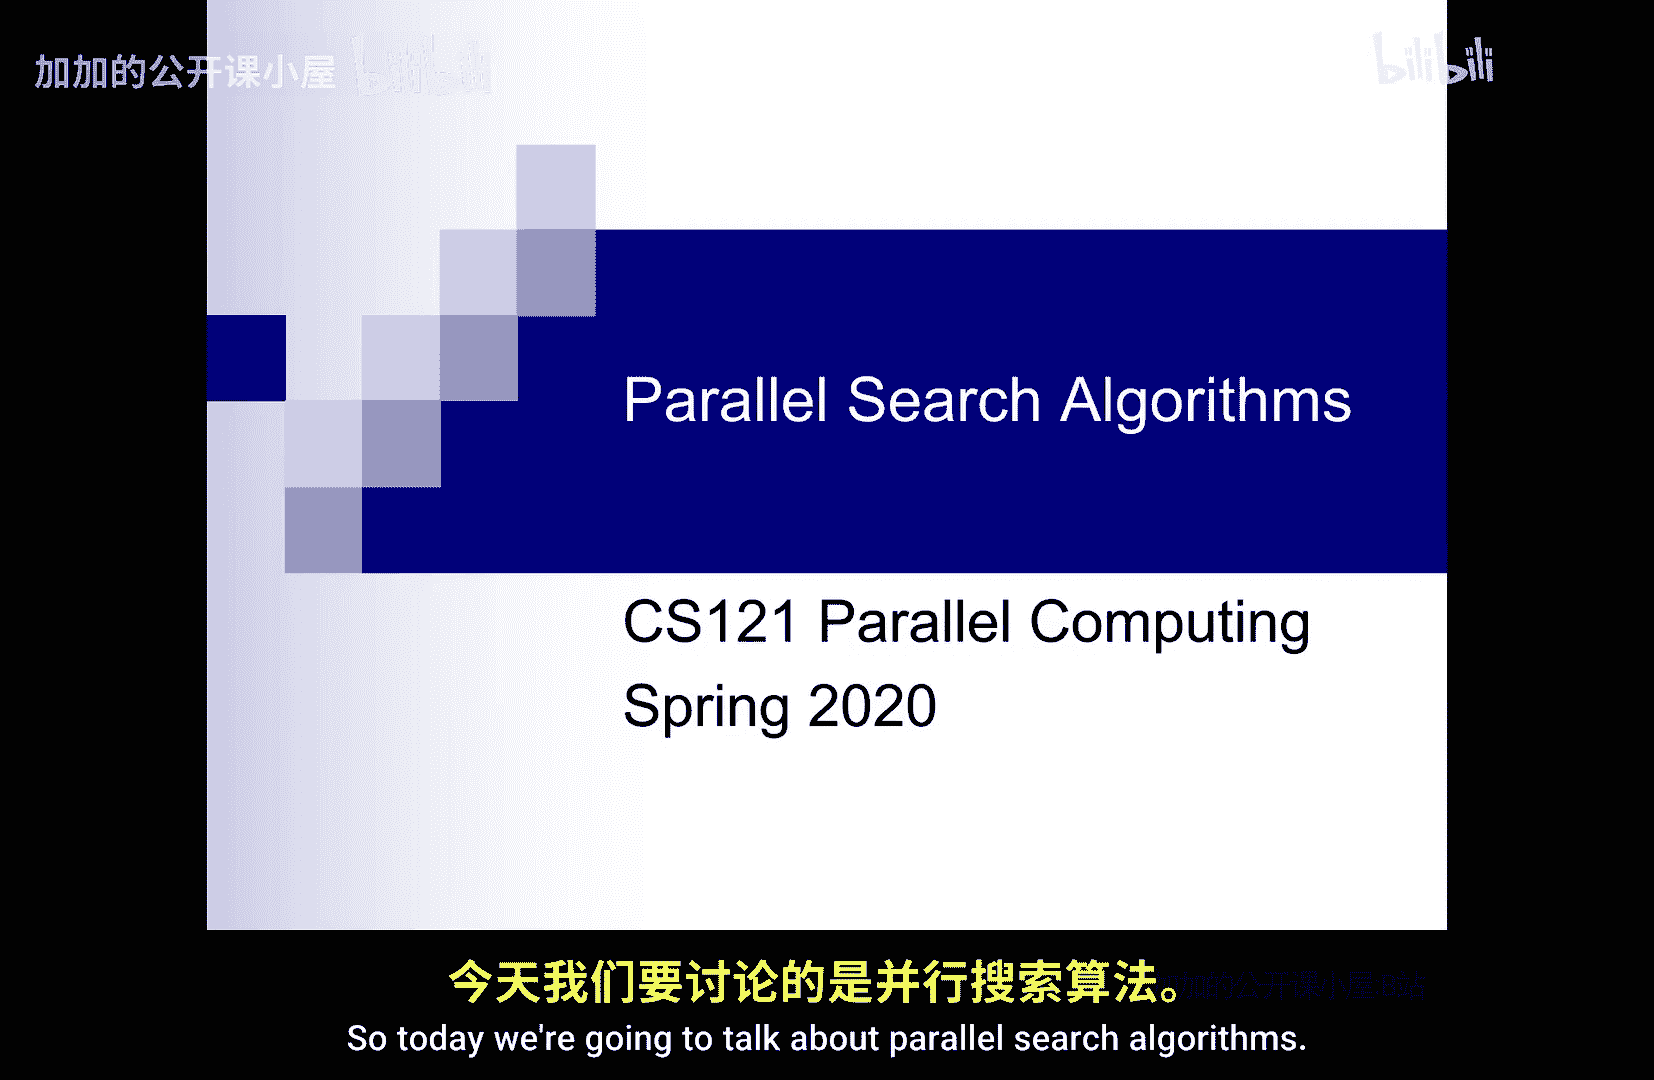 加加的公开课小屋 bilibili
bilibili
Parallel Search Algorithms
CS121 Parallel Computing
Spring 2020
今天我们要讨论的是并行搜索算法。
So today we're going to talk about parallel search algorithms.